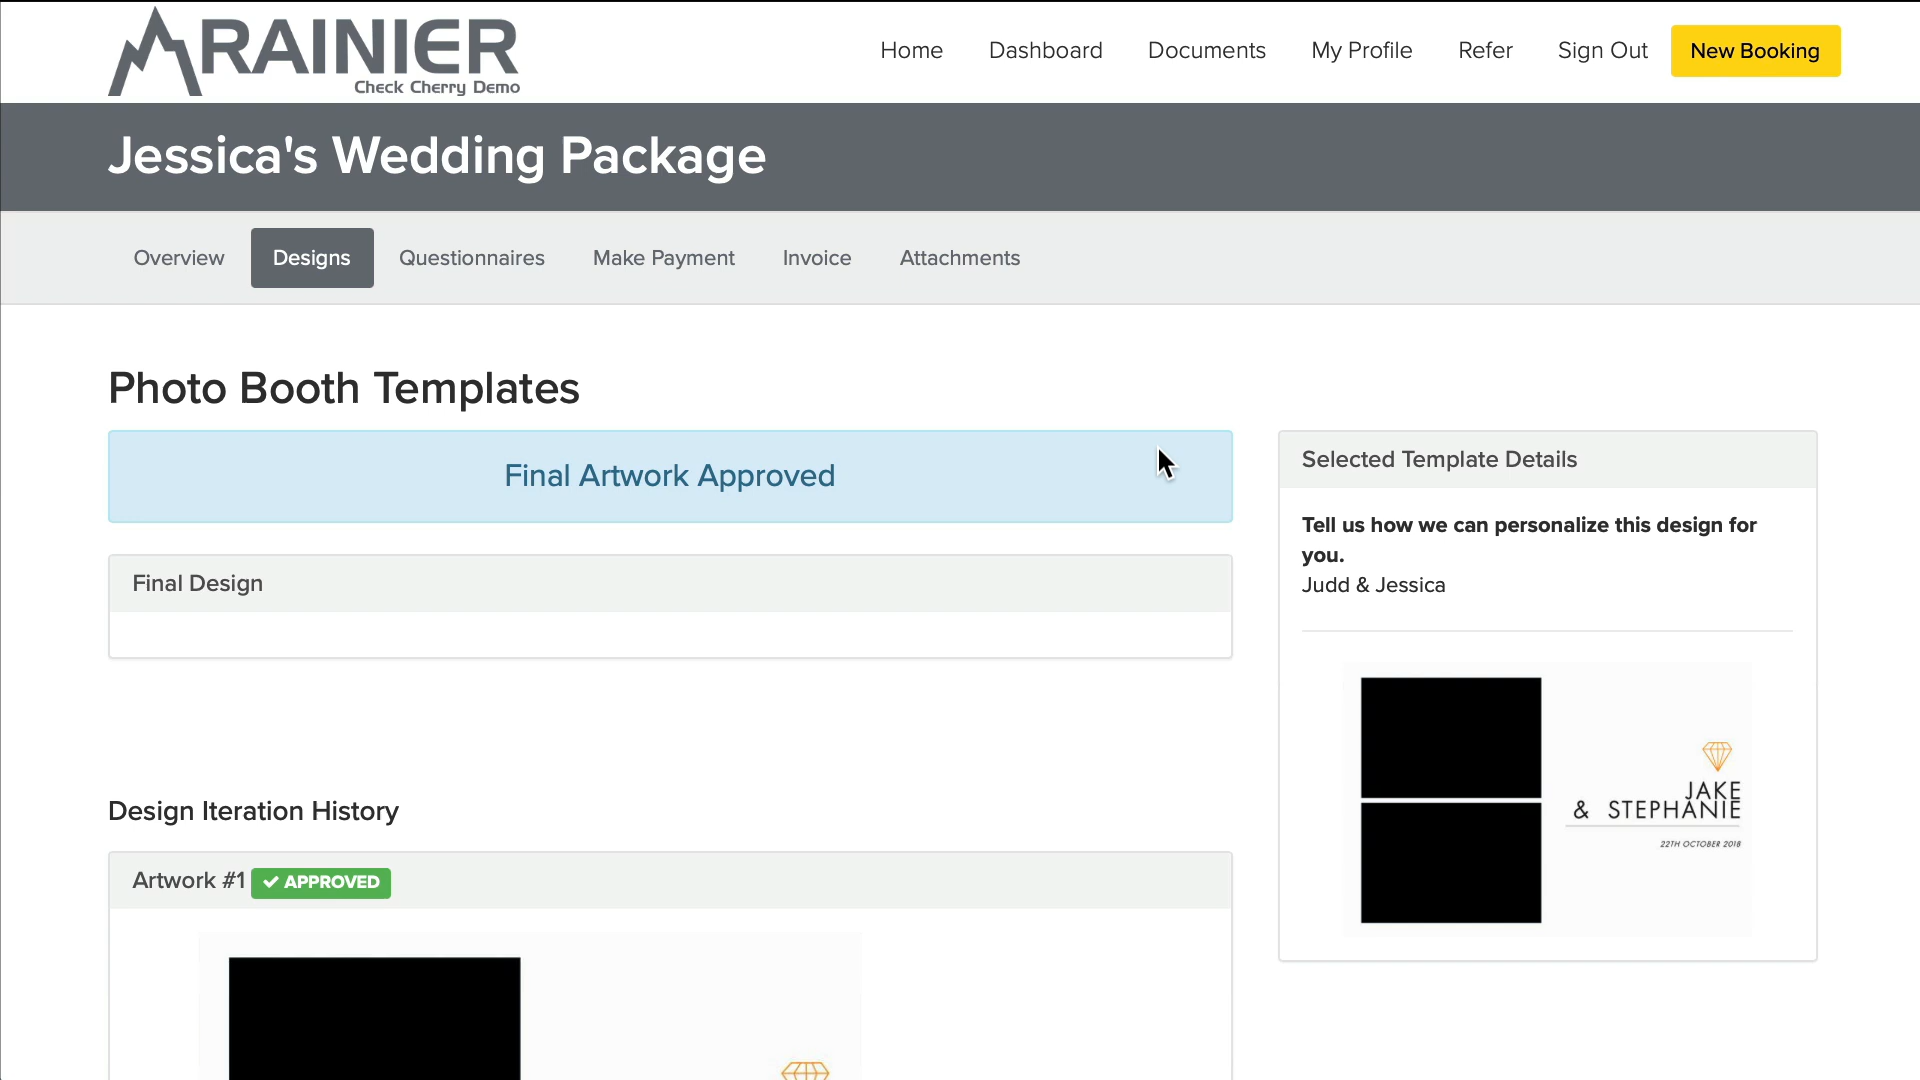 RAINIER
Check Cherry Demo
Home Dashboard Documents My Profile Refer Sign Out New Booking
Jessica's Wedding Package
Overview Designs Questionnaires Make Payment Invoice Attachments
Photo Booth Templates
Final Artwork Approved
Final Design
Design Iteration History
Artwork #1 APPROVED
Selected Template Details
Tell us how we can personalize this design for
you.
Judd & Jessica
JAKE
& STEPHANIE
22TH OCTOBER 2018